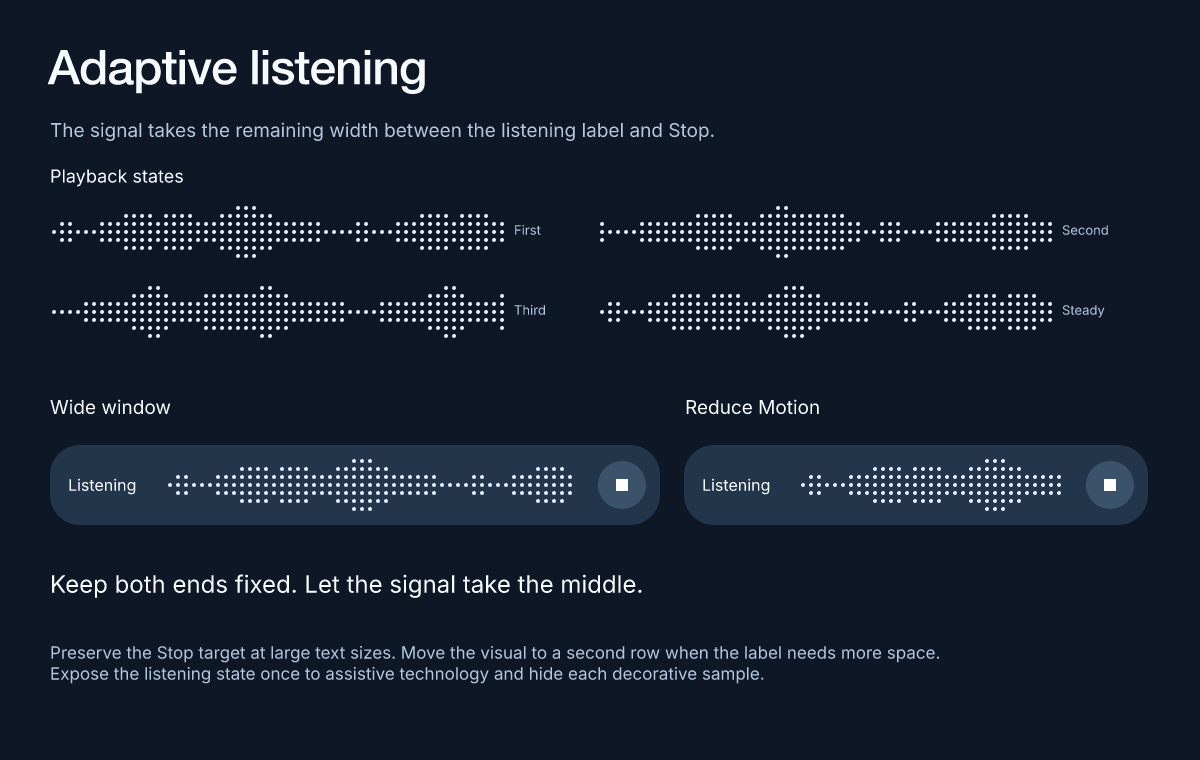 Adaptive listening
The signal takes the remaining width between the listening label and Stop.
Playback states
First
Second
Third
Steady
Wide window
Reduce Motion
Listening
Listening
Keep both ends fixed. Let the signal take the middle.
Preserve the Stop target at large text sizes. Move the visual to a second row when the label needs more space.
Expose the listening state once to assistive technology and hide each decorative sample.